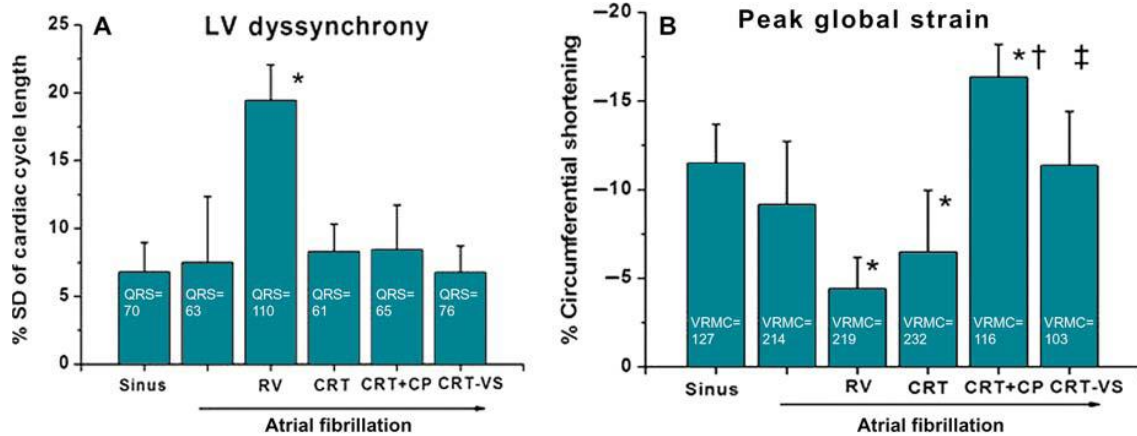 A LV dyssynchrony
% SD of cardiac cycle length
25
20
15
10
5
0
*
QRS=
70
QRS=
63
QRS=
110
QRS=
61
QRS=
65
QRS=
76
Sinus RV CRT CRT+CP CRT-VS
Atrial fibrillation
B Peak global strain
% Circumferential shortening
−20
−15
−10
−5
0
* * *† ‡
VRMC=
127
VRMC=
214
VRMC=
219
VRMC=
232
VRMC=
116
VRMC=
103
Sinus RV CRT CRT+CP CRT-VS
Atrial fibrillation